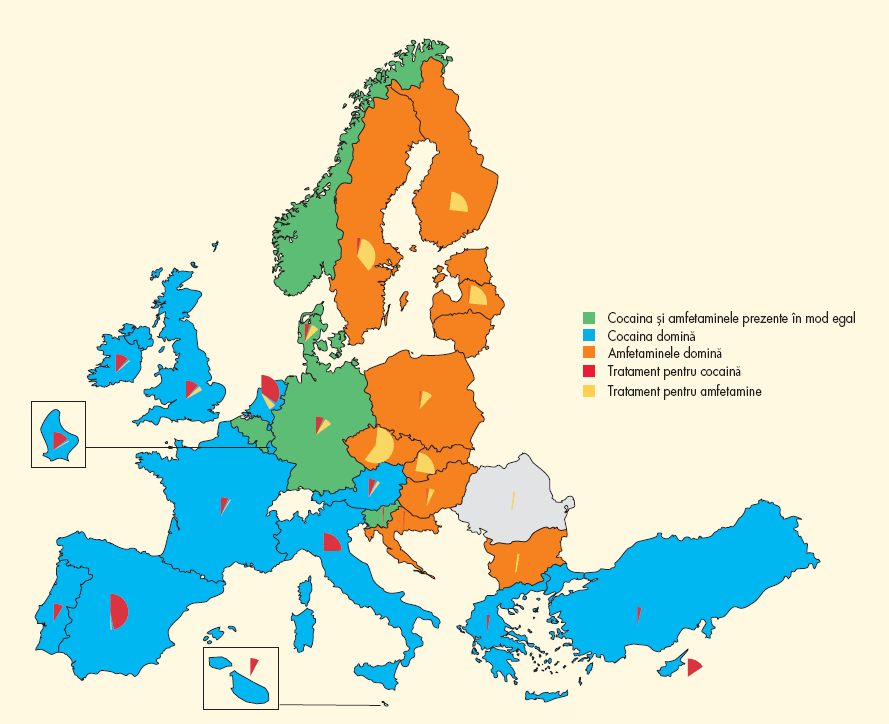 Cocaina și amfetaminele prezente în mod egal
Cocaina domină
Amfetaminele domină
Tratament pentru cocaină
Tratament pentru amfetamine